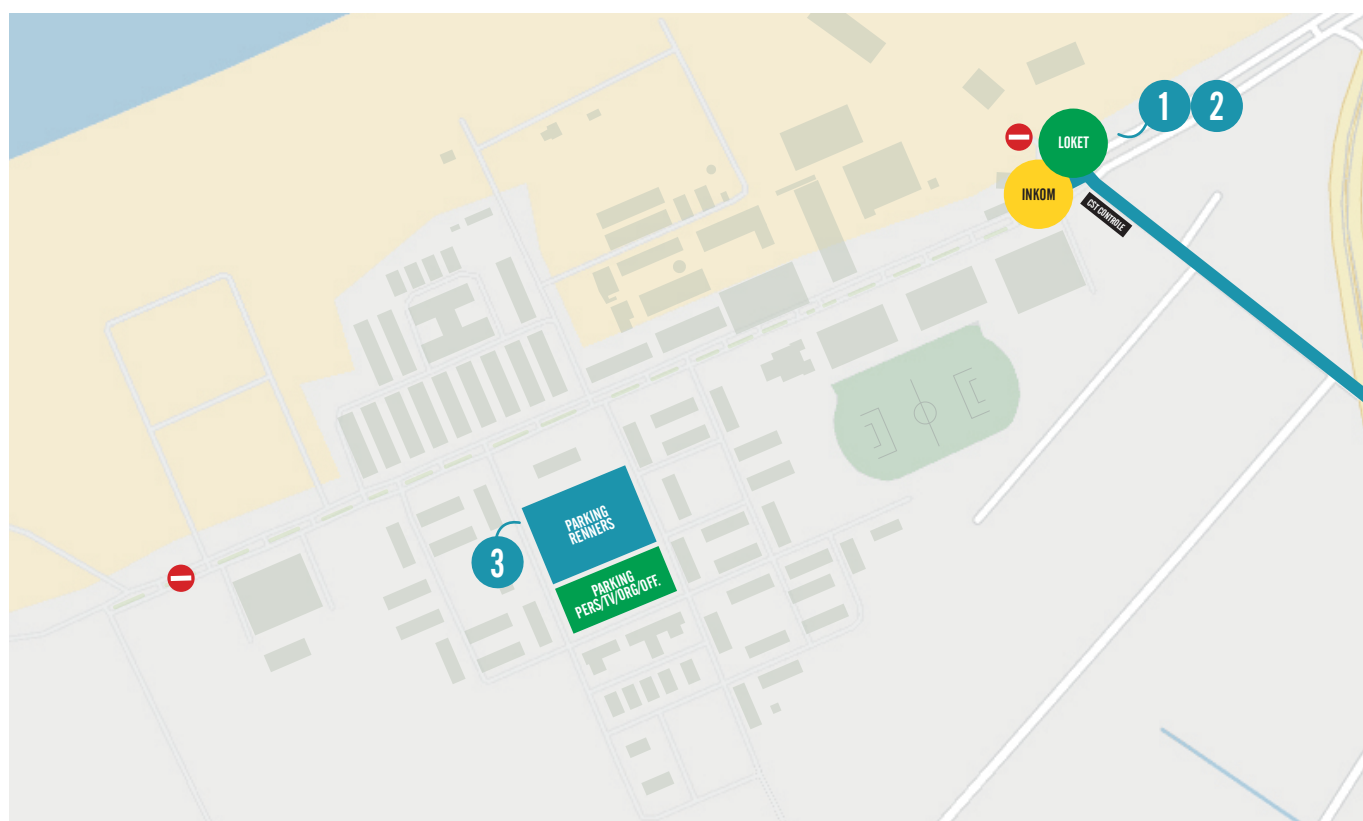 1
2
LOKET
INKOM
CST CONTROLE
PARKING
RENNERS
3
PARKING
PERS/TV/ORG/OFF.